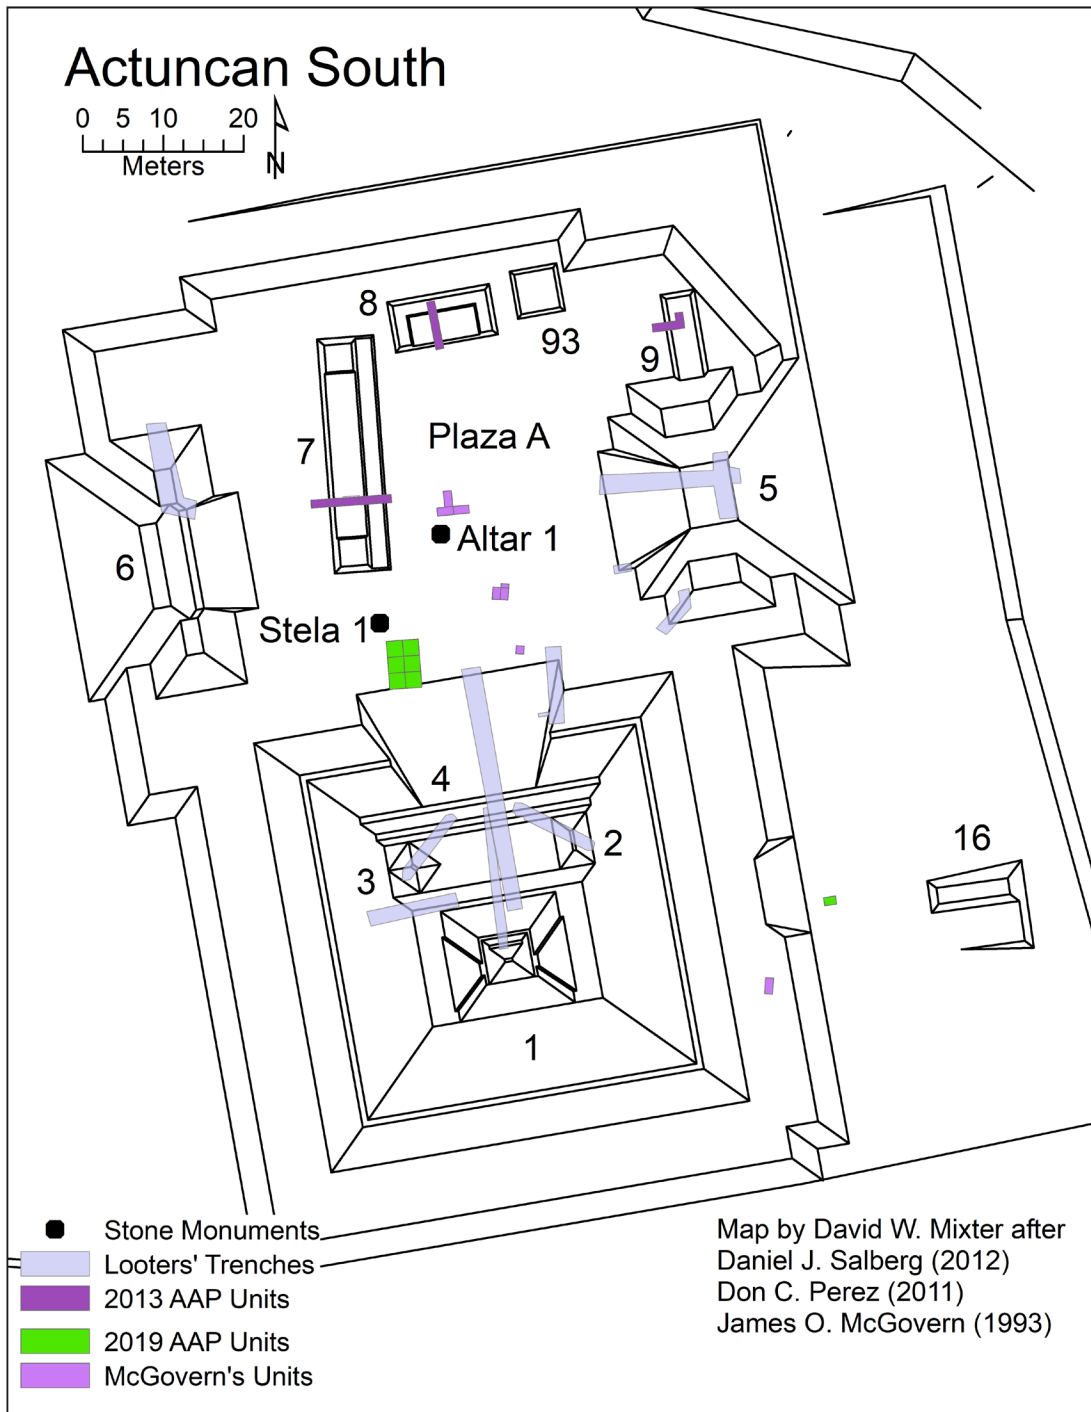 Actuncan South
0 5 10 20
Meters
N
8
93
9
7
Plaza A
5
Altar 1
6
Stela 1
4
2
3
16
1
Stone Monuments
Looters' Trenches
2013 AAP Units
2019 AAP Units
McGovern's Units
Map by David W. Mixter after
Daniel J. Salberg (2012)
Don C. Perez (2011)
James O. McGovern (1993)